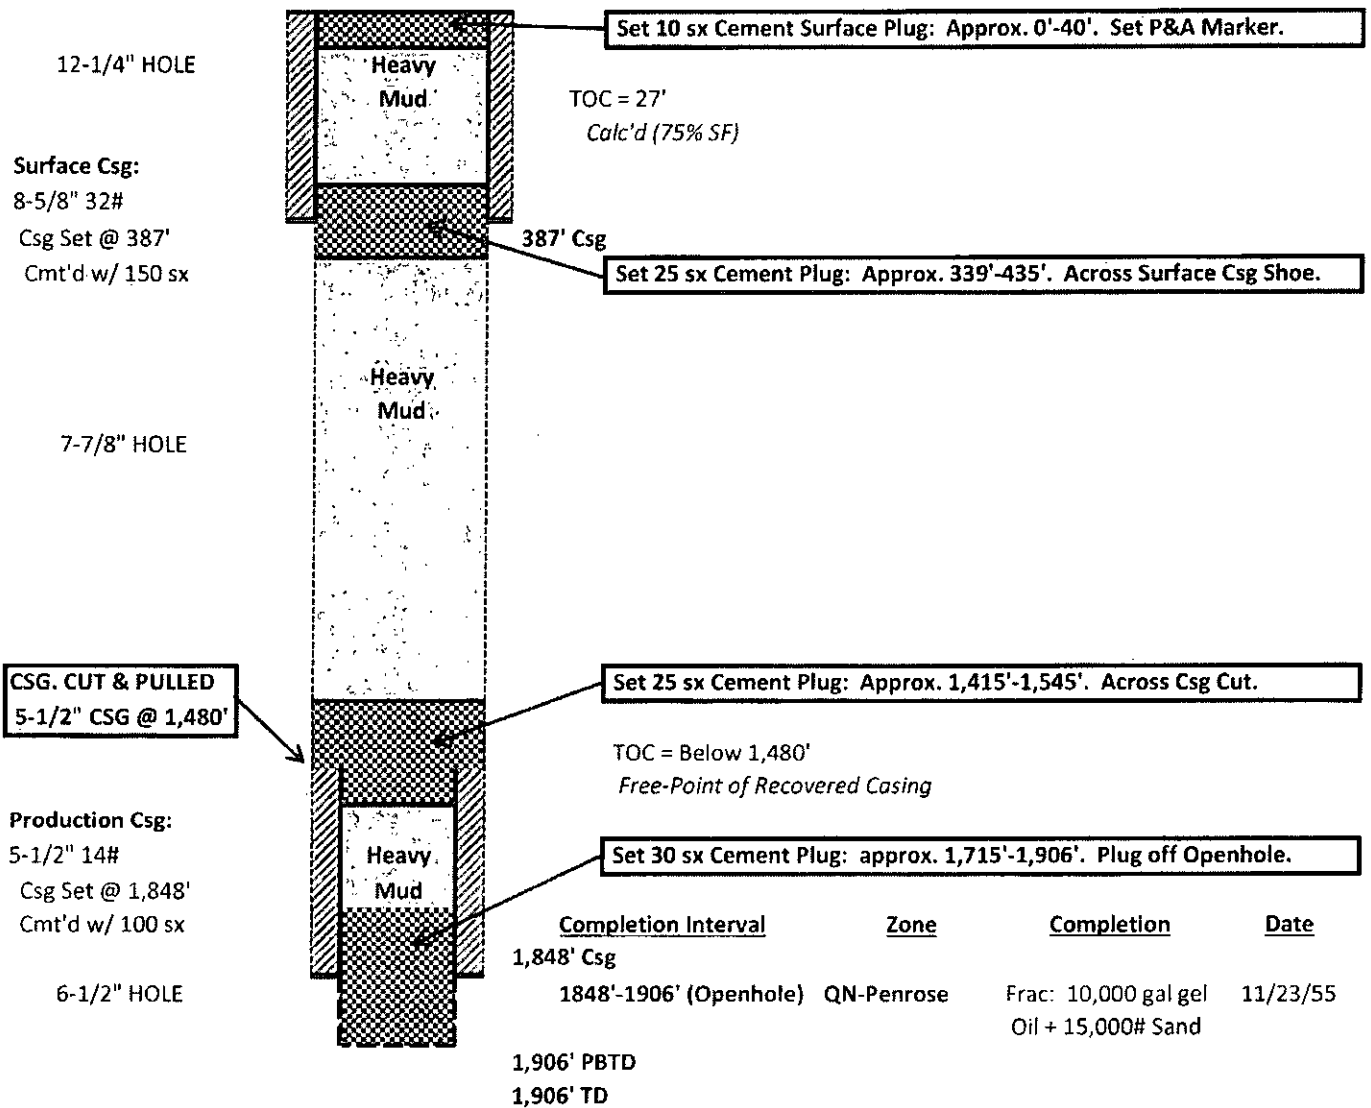 Set 10 sx Cement Surface Plug: Approx. 0'-40'. Set P&A Marker.
12-1/4" HOLE
Heavy
Mud
TOC = 27'
Calc'd (75% SF)
Surface Csg:
8-5/8" 32#
Csg Set @ 387'
Cmt'd w/ 150 sx
387' Csg
Set 25 sx Cement Plug: Approx. 339'-435'. Across Surface Csg Shoe.
Heavy
Mud
7-7/8" HOLE
CSG. CUT & PULLED
5-1/2" CSG @ 1,480'
Set 25 sx Cement Plug: Approx. 1,415'-1,545'. Across Csg Cut.
TOC = Below 1,480'
Free-Point of Recovered Casing
Production Csg:
5-1/2" 14#
Csg Set @ 1,848'
Cmt'd w/ 100 sx
Heavy
Mud
Set 30 sx Cement Plug: approx. 1,715'-1,906'. Plug off Openhole.
Completion Interval Zone Completion Date
1,848' Csg
6-1/2" HOLE
1848'-1906' (Openhole) QN-Penrose Frac: 10,000 gal gel 11/23/55
Oil + 15,000# Sand
1,906' PBTD
1,906' TD